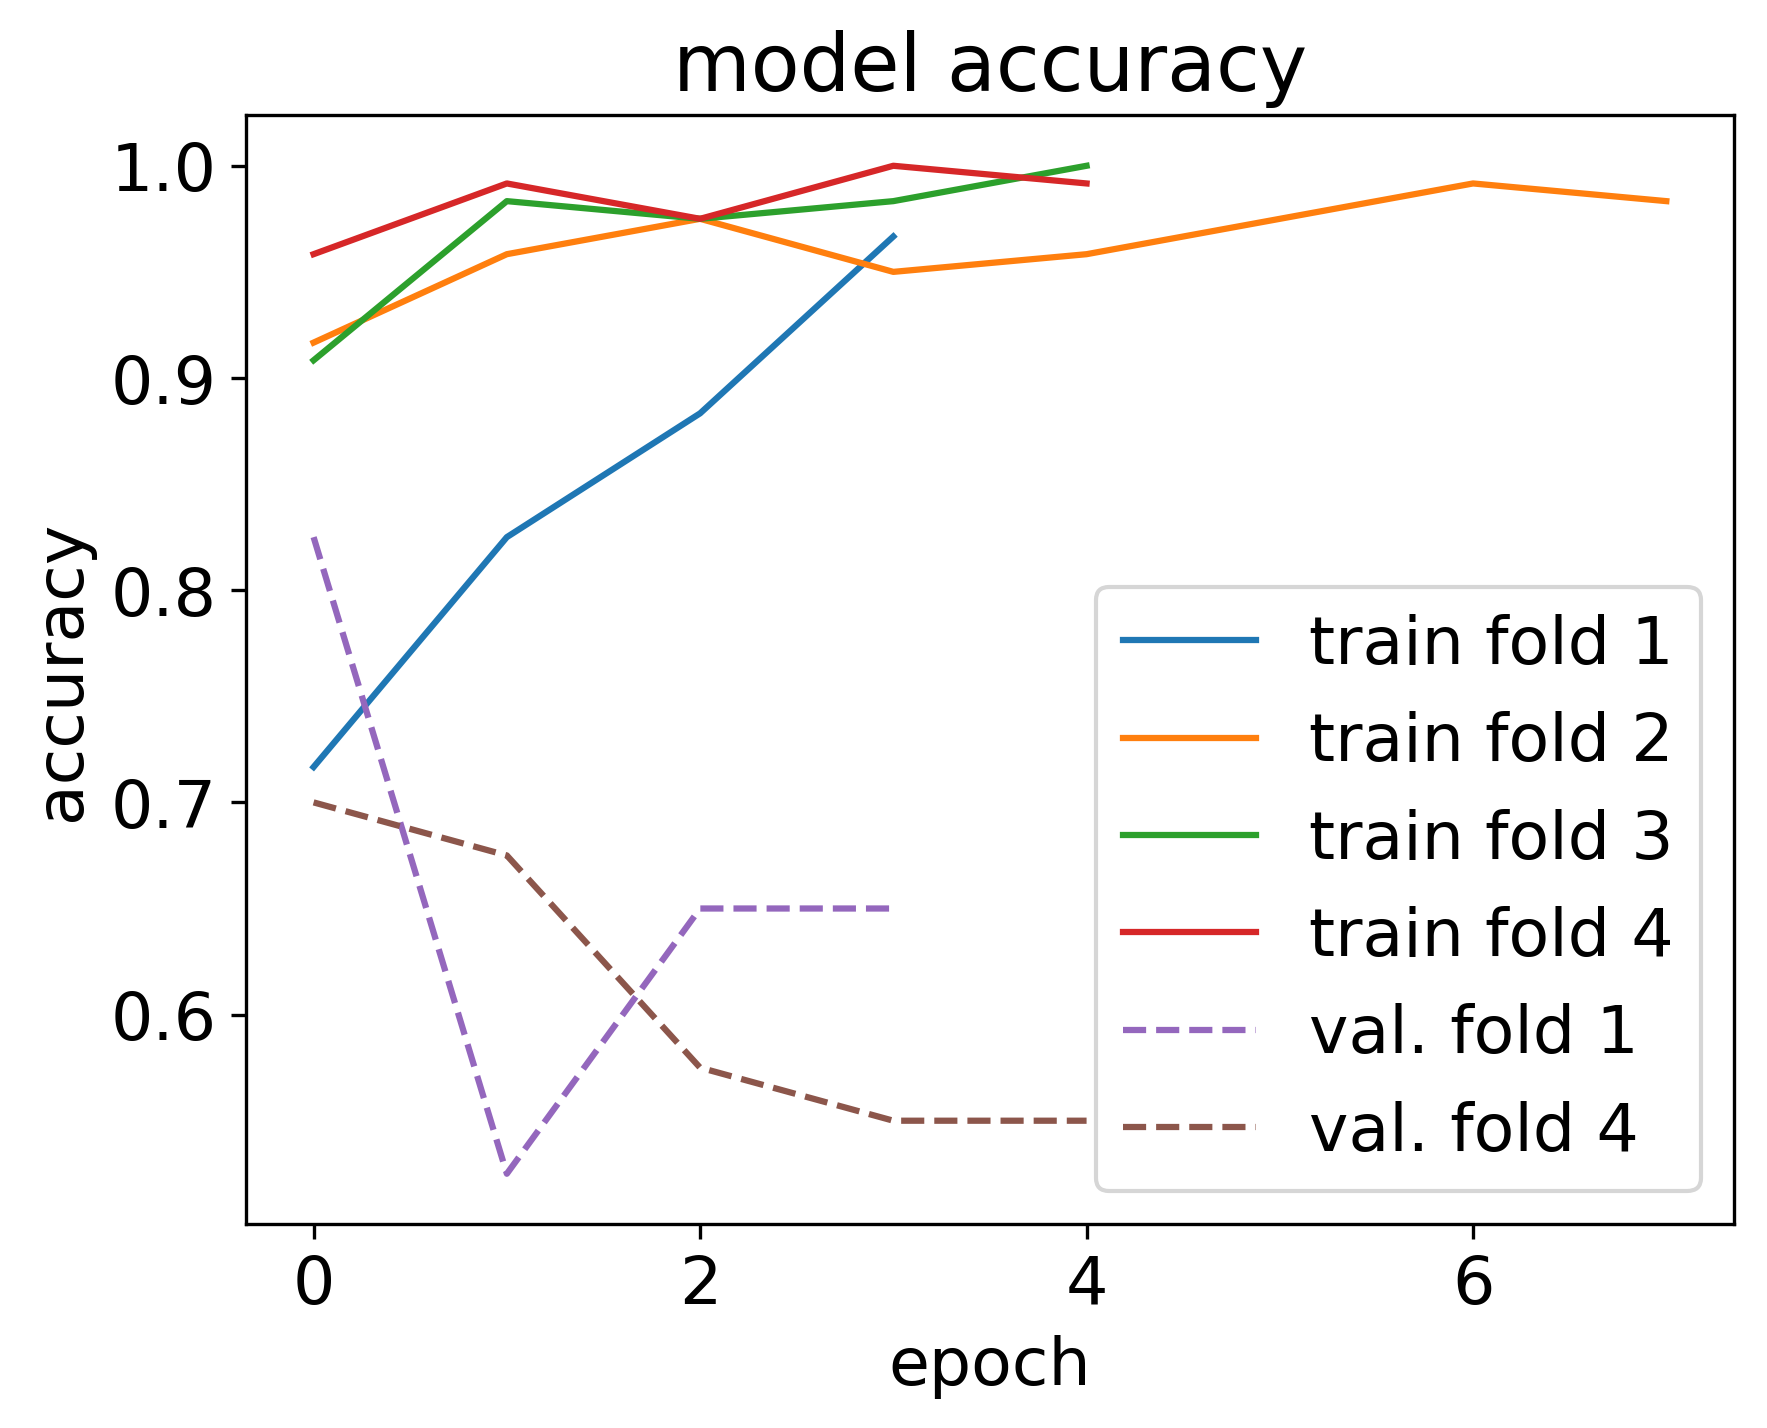 model accuracy
accuracy
1.0
0.9
0.8
0.7
0.6
train fold 1
train fold 2
train fold 3
train fold 4
val. fold 1
val. fold 4
0 2 4 6
epoch